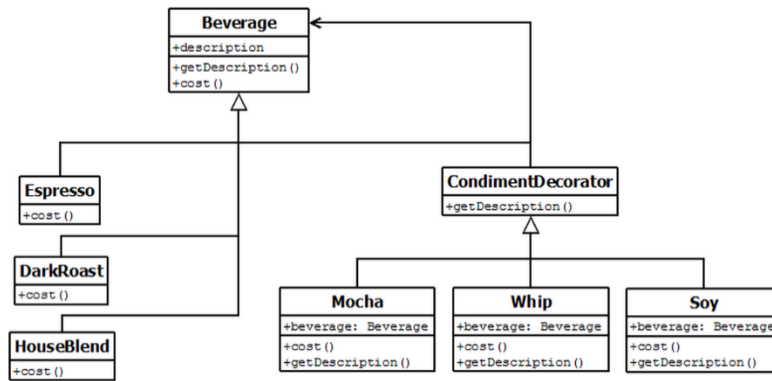 Beverage
+description
+getDescription()
+cost()
Espresso
+cost()
CondimentDecorator
+getDescription()
DarkRoast
+cost()
HouseBlend
+cost()
Mocha
+beverage: Beverage
+cost()
+getDescription()
Whip
+beverage: Beverage
+cost()
+getDescription()
Soy
+beverage: Beverage
+cost()
+getDescription()